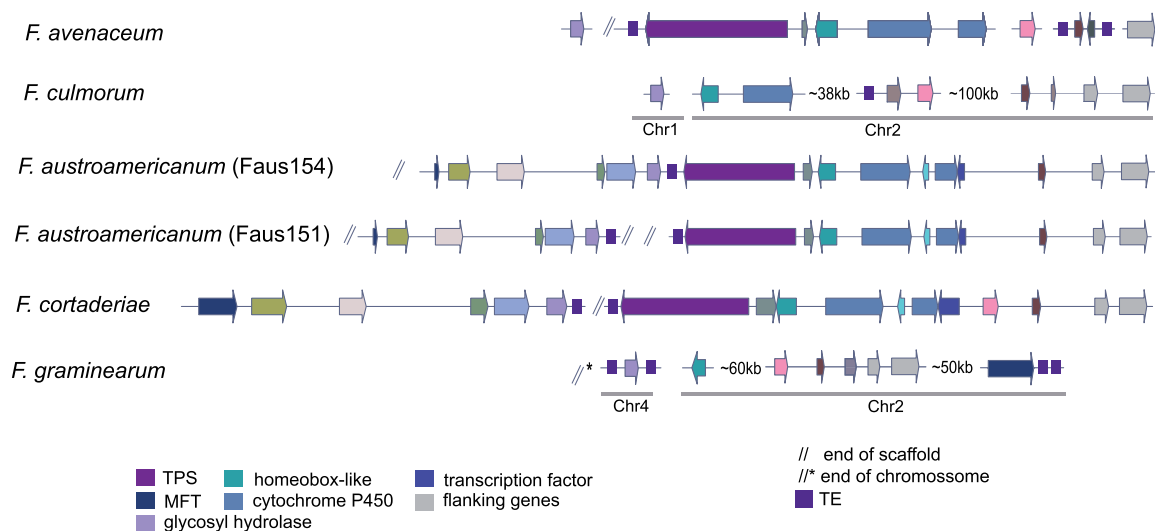 F. avenaceum
F. culmorum
~38kb
~100kb
Chr1
Chr2
F. austroamericanum (Faus154)
F. austroamericanum (Faus151)
F. cortaderiae
F. graminearum
*
~60kb
~50kb
Chr4
Chr2
TPS
homeobox-like
transcription factor
MFT
cytochrome P450
flanking genes
glycosyl hydrolase
// end of scaffold
//* end of chromossome
TE